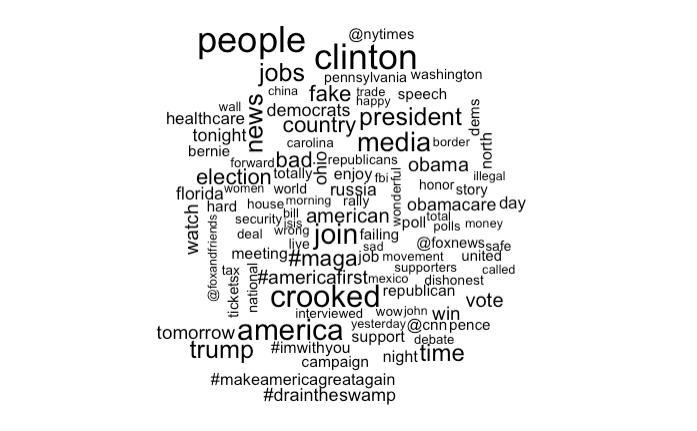 people
@nytimes
clinton
jobs
pennsylvania
washington
china
fake
trade
happy
speech
wall
news
democrats
healthcare
country
president
dems
tonight
carolina
media
border
north
bernie
forward
bad
ohio
republicans
obama
election
totally
enjoy
fbi
illegal
florida
women
world
russia
wonderful
honor
story
hard
house
morning
rally
obamacare
day
watch
@foxandfriends
security
bill
isis
american
poll
total
polls
money
deal
wrong
join
failing
live
sad
@foxnews
safe
meeting
#maga
job
movement
united
tax
national
#americafirst
mexico
supporters
called
dishonest
tickets
crooked
republican
vote
interviewed
wow
john
win
tomorrow
america
yesterday
@cnn
pence
support
debate
trump
#imwithyou
night
time
campaign
#makeamericagreatagain
#draintheswamp